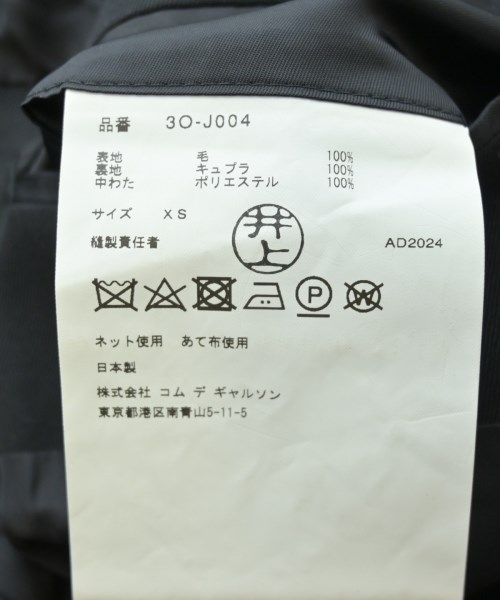 品番 3O-J004
表地 毛 100%
裏地 キュプラ 100%
中わた ポリエステル 100%
サイズ XS
縫製責任者 井上 AD2024
P W
ネット使用 あて布使用
日本製
株式会社 コム デ ギャルソン
東京都港区南青山5-11-5